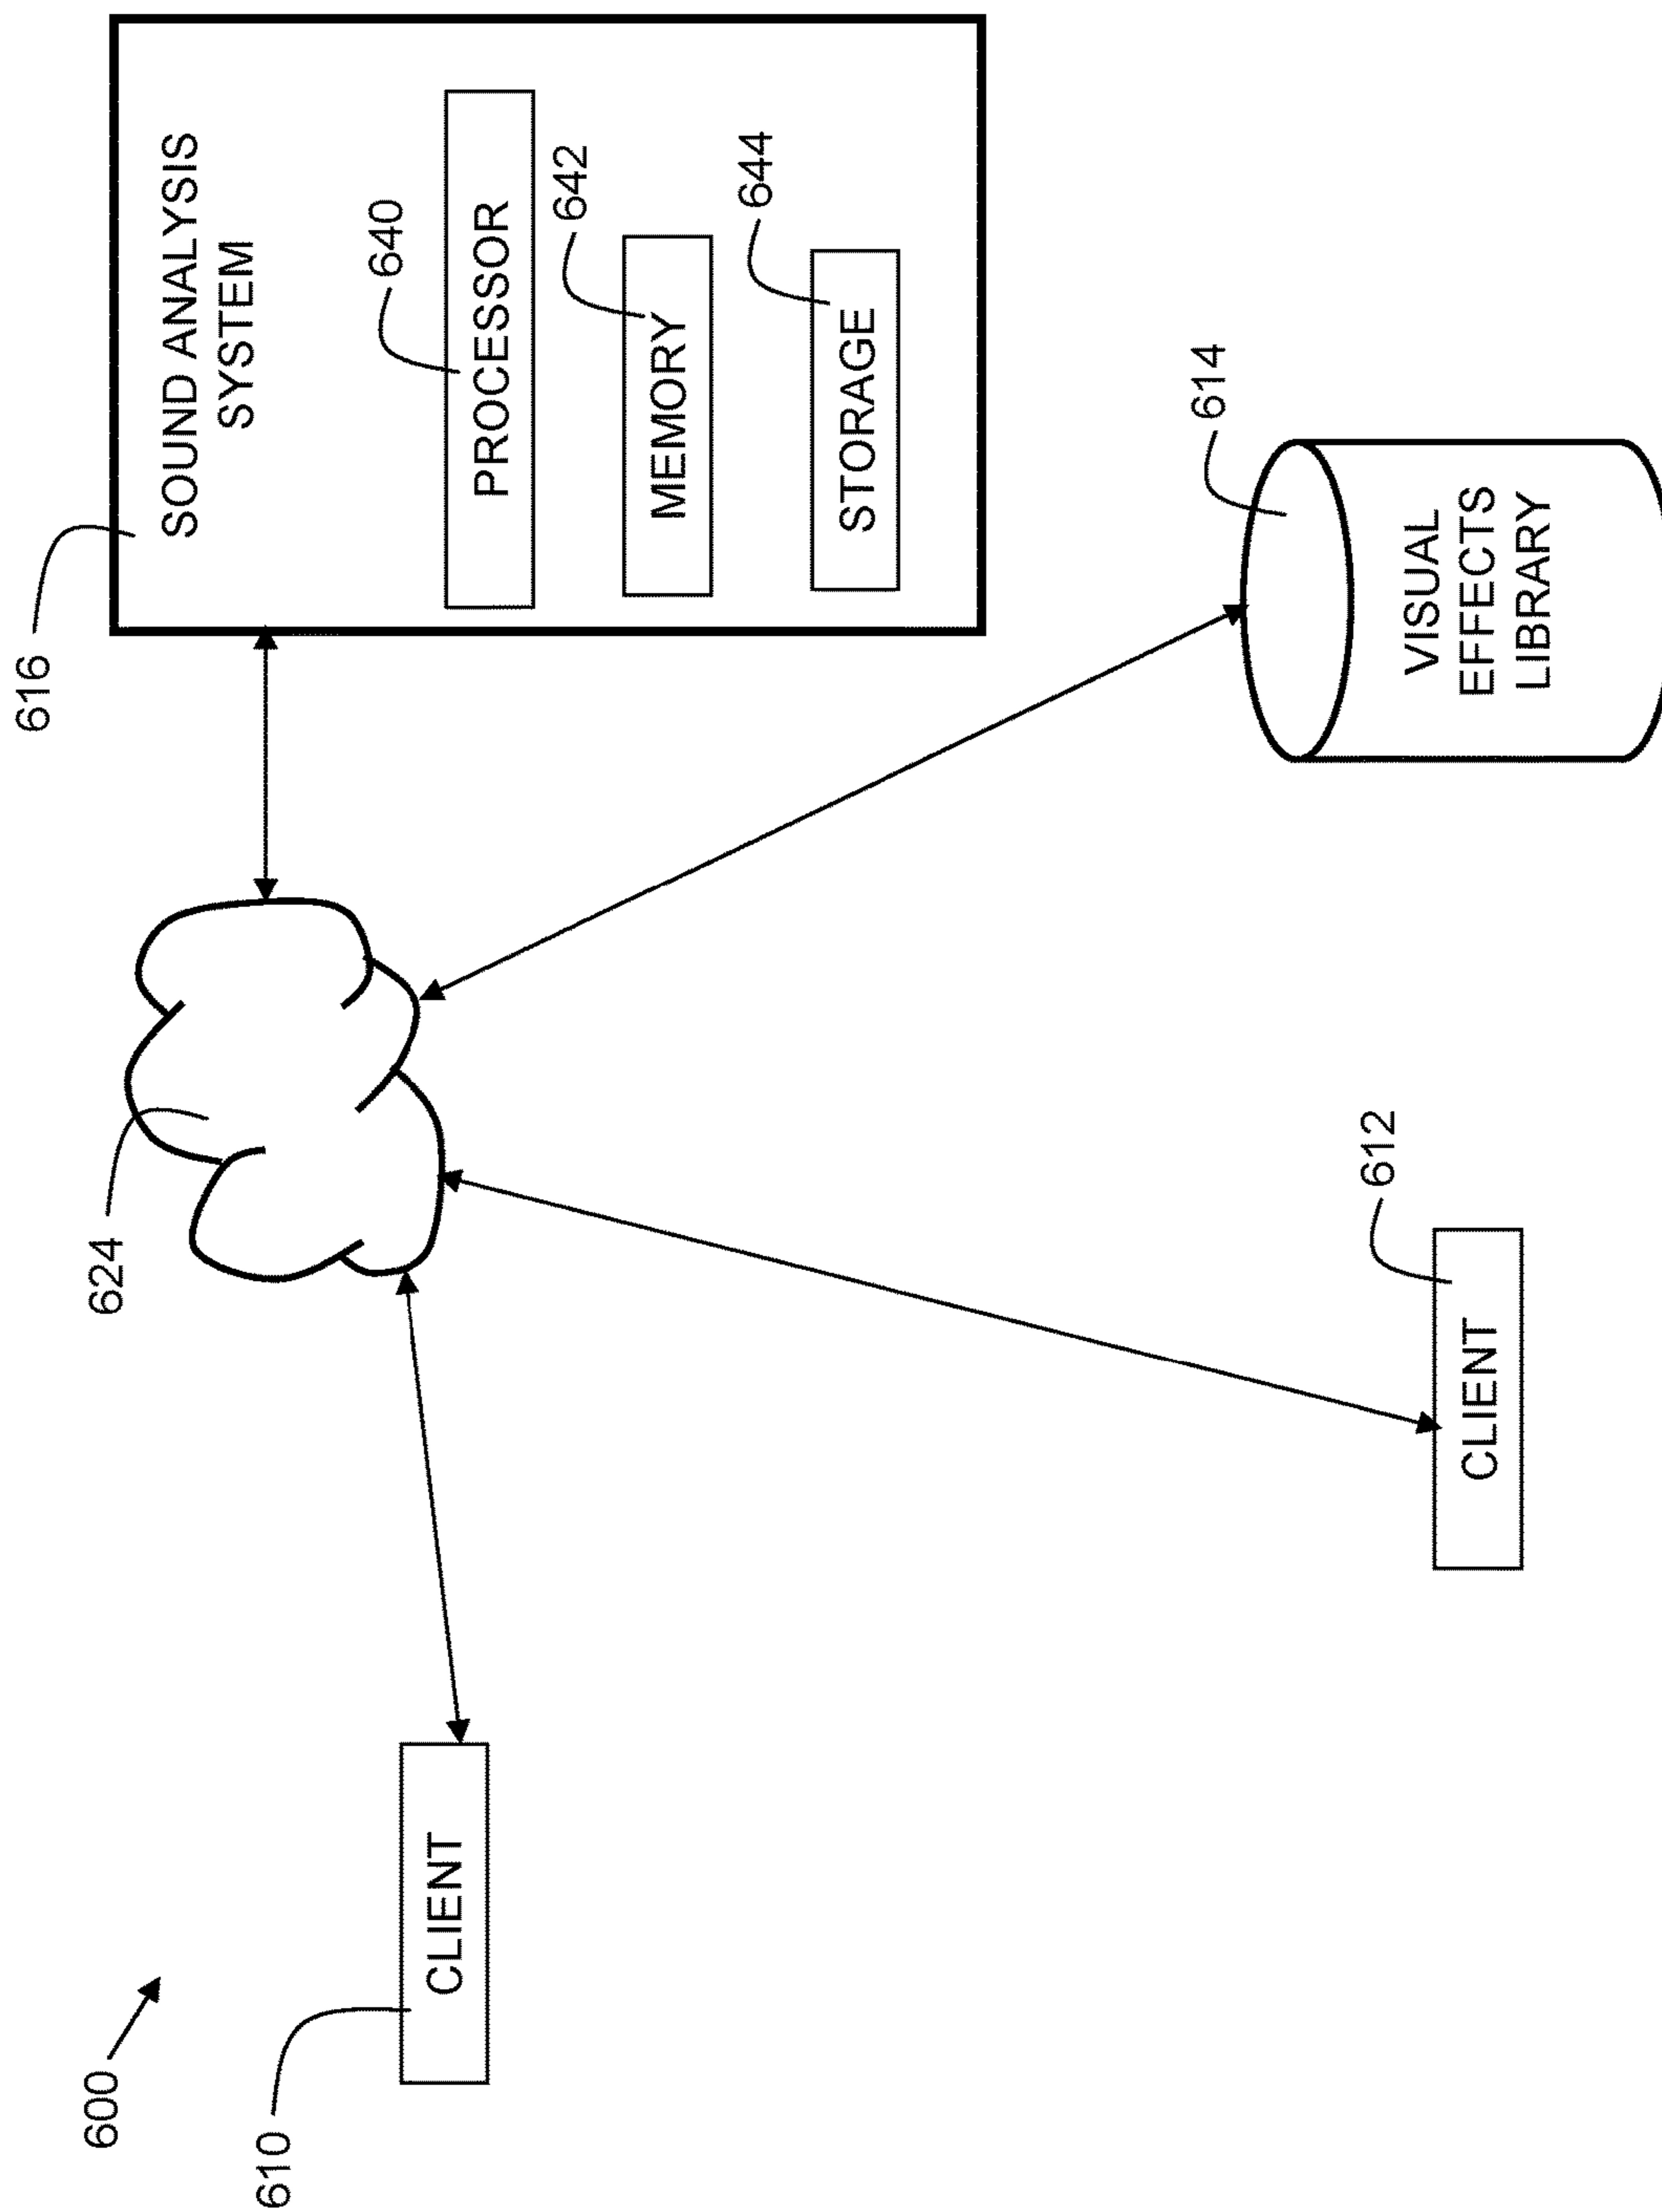 600
610
CLIENT
624
612
CLIENT
616
SOUND ANALYSIS
SYSTEM
640
PROCESSOR
642
MEMORY
644
STORAGE
614
VISUAL
EFFECTS
LIBRARY